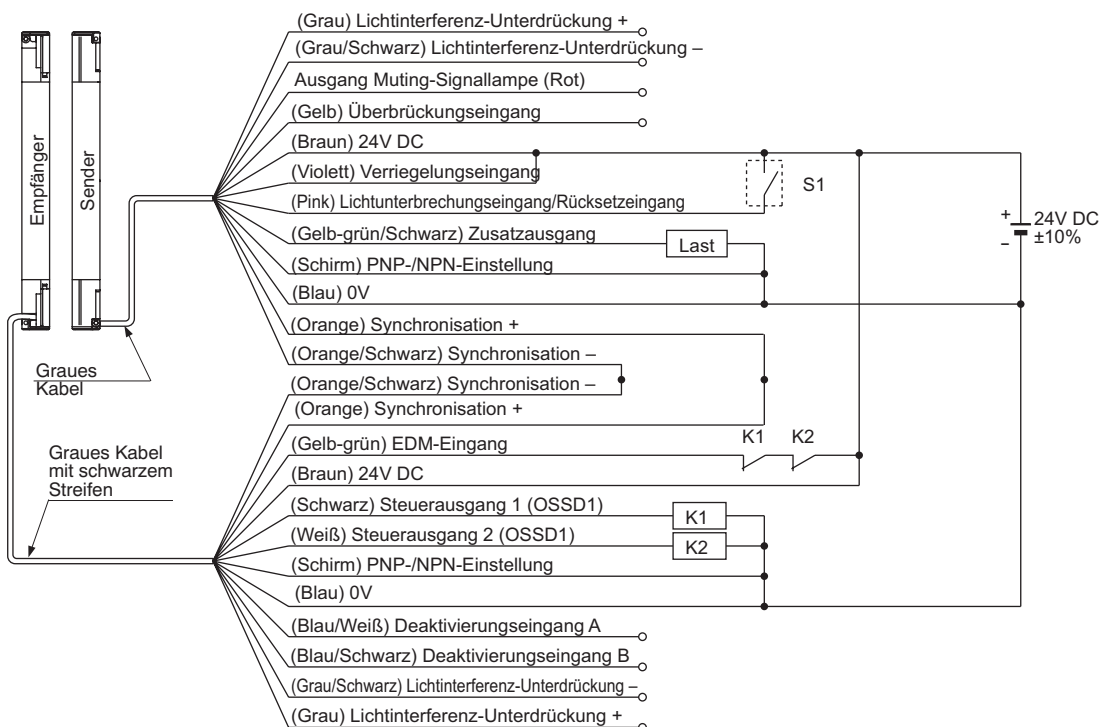 (Grau) Lichtinterferenz-Unterdrückung +
(Grau/Schwarz) Lichtinterferenz-Unterdrückung –
Ausgang Muting-Signallampe (Rot)
(Gelb) Überbrückungseingang
(Braun) 24V DC
(Violett) Verriegelungseingang
(Pink) Lichtunterbrechungseingang/Rücksetzeingang
(Gelb-grün/Schwarz) Zusatzausgang
(Schirm) PNP-/NPN-Einstellung
(Blau) 0V
(Orange) Synchronisation +
(Orange/Schwarz) Synchronisation –
(Orange/Schwarz) Synchronisation –
(Orange) Synchronisation +
(Gelb-grün) EDM-Eingang
(Braun) 24V DC
(Schwarz) Steuerausgang 1 (OSSD1)
(Weiß) Steuerausgang 2 (OSSD1)
(Schirm) PNP-/NPN-Einstellung
(Blau) 0V
(Blau/Weiß) Deaktivierungseingang A
(Blau/Schwarz) Deaktivierungseingang B
(Grau/Schwarz) Lichtinterferenz-Unterdrückung –
(Grau) Lichtinterferenz-Unterdrückung +
Empfänger
Sender
Graues
Kabel
Graues Kabel
mit schwarzem
Streifen
S1
Last
+
24V DC
–
±10%
K1
K2
K1
K2